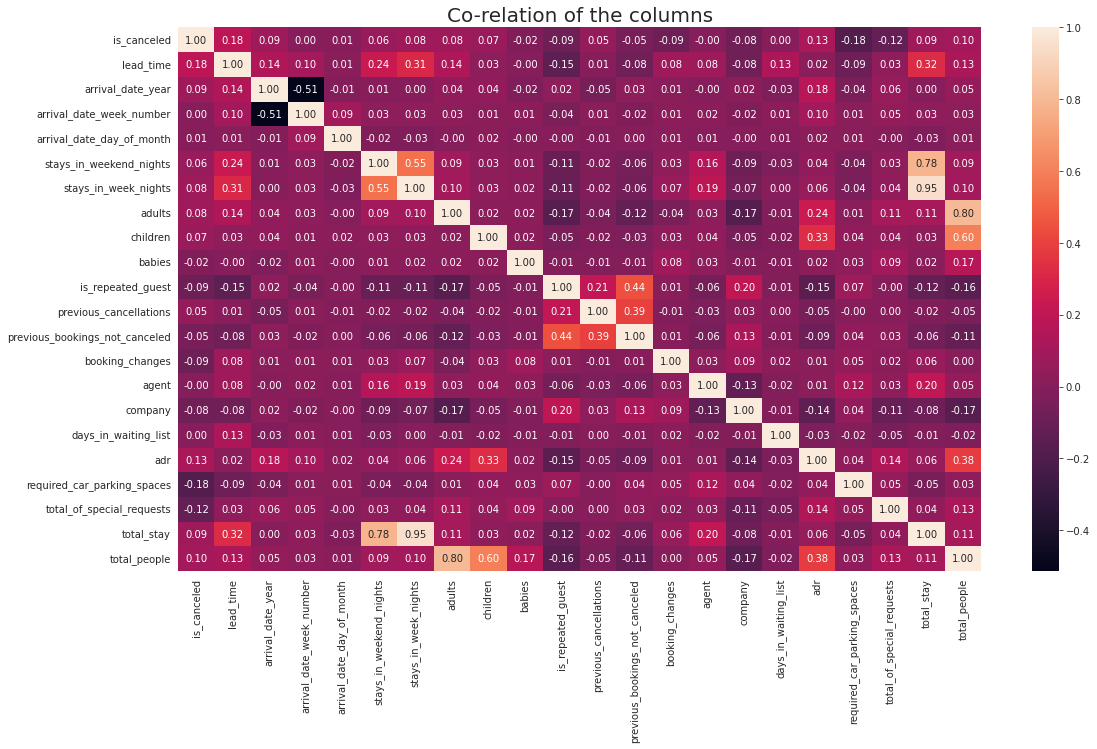 Co-relation of the columns
is_canceled 1.00 0.18 0.09 0.00 0.01 0.06 0.08 0.08 0.07 -0.02 -0.09 0.05 -0.05 -0.09 -0.00 -0.08 0.00 0.13 -0.18 -0.12 0.09 0.10
lead_time 0.18 1.00 0.14 0.10 0.01 0.24 0.31 0.14 0.03 -0.00 -0.15 0.01 -0.08 0.08 0.08 -0.08 0.13 0.02 -0.09 0.03 0.32 0.13
arrival_date_year 0.09 0.14 1.00 -0.51 -0.01 0.01 0.00 0.04 0.04 -0.02 0.02 -0.05 0.03 0.01 -0.00 0.02 -0.03 0.18 -0.04 0.06 0.00 0.05
arrival_date_week_number 0.00 0.10 -0.51 1.00 0.09 0.03 0.03 0.03 0.01 0.01 -0.04 0.01 -0.02 0.01 0.02 -0.02 0.01 0.10 0.01 0.05 0.03 0.03
arrival_date_day_of_month 0.01 0.01 -0.01 0.09 1.00 -0.02 -0.03 -0.00 0.02 -0.00 -0.00 -0.01 0.00 0.01 0.01 -0.00 0.01 0.02 0.01 -0.00 -0.03 0.01
stays_in_weekend_nights 0.06 0.24 0.01 0.03 -0.02 1.00 0.55 0.09 0.03 0.01 -0.11 -0.02 -0.06 0.03 0.16 -0.09 -0.03 0.04 -0.04 0.03 0.78 0.09
stays_in_week_nights 0.08 0.31 0.00 0.03 -0.03 0.55 1.00 0.10 0.03 0.02 -0.11 -0.02 -0.06 0.07 0.19 -0.07 0.00 0.06 -0.04 0.04 0.95 0.10
adults 0.08 0.14 0.04 0.03 -0.00 0.09 0.10 1.00 0.02 0.02 -0.17 -0.04 -0.12 -0.04 0.03 -0.17 -0.01 0.24 0.01 0.11 0.11 0.80
children 0.07 0.03 0.04 0.01 0.02 0.03 0.03 0.02 1.00 0.02 -0.05 -0.02 -0.03 0.03 0.04 -0.05 -0.02 0.33 0.04 0.04 0.03 0.60
babies -0.02 -0.00 -0.02 0.01 -0.00 0.01 0.02 0.02 0.02 1.00 -0.01 -0.01 -0.01 0.08 0.03 -0.01 -0.01 0.02 0.03 0.09 0.02 0.17
is_repeated_guest -0.09 -0.15 0.02 -0.04 -0.00 -0.11 -0.11 -0.17 -0.05 -0.01 1.00 0.21 0.44 0.01 -0.06 0.20 -0.01 -0.15 0.07 -0.00 -0.12 -0.16
previous_cancellations 0.05 0.01 -0.05 0.01 -0.01 -0.02 -0.02 -0.04 -0.02 -0.01 0.21 1.00 0.39 -0.01 -0.03 0.03 0.00 -0.05 -0.00 0.00 -0.02 -0.05
previous_bookings_not_canceled -0.05 -0.08 0.03 -0.02 0.00 -0.06 -0.06 -0.12 -0.03 -0.01 0.44 0.39 1.00 0.01 -0.06 0.13 -0.01 -0.09 0.04 0.03 -0.06 -0.11
booking_changes -0.09 0.08 0.01 0.01 0.01 0.03 0.07 -0.04 0.03 0.08 0.01 -0.01 0.01 1.00 0.03 0.09 0.02 0.01 0.05 0.02 0.06 0.00
agent -0.00 0.08 -0.00 0.02 0.01 0.16 0.19 0.03 0.04 0.03 -0.06 -0.03 -0.06 0.03 1.00 -0.13 -0.02 0.01 0.12 0.03 0.20 0.05
company -0.08 -0.08 0.02 -0.02 -0.00 -0.09 -0.07 -0.17 -0.05 -0.01 0.20 0.03 0.13 0.09 -0.13 1.00 -0.01 -0.14 0.04 -0.11 -0.08 -0.17
days_in_waiting_list 0.00 0.13 -0.03 0.01 0.01 -0.03 0.00 -0.01 -0.02 -0.01 -0.01 0.00 -0.01 0.02 -0.02 -0.01 1.00 -0.03 -0.02 -0.05 -0.01 -0.02
adr 0.13 0.02 0.18 0.10 0.02 0.04 0.06 0.24 0.33 0.02 -0.15 -0.05 -0.09 0.01 0.01 -0.14 -0.03 1.00 0.04 0.14 0.06 0.38
required_car_parking_spaces -0.18 -0.09 -0.04 0.01 0.01 -0.04 -0.04 0.01 0.04 0.03 0.07 -0.00 0.04 0.05 0.12 0.04 -0.02 0.04 1.00 0.05 -0.05 0.03
total_of_special_requests -0.12 0.03 0.06 0.05 -0.00 0.03 0.04 0.11 0.04 0.09 -0.00 0.00 0.03 0.02 0.03 -0.11 -0.05 0.14 0.05 1.00 0.04 0.13
total_stay 0.09 0.32 0.00 0.03 -0.03 0.78 0.95 0.11 0.03 0.02 -0.12 -0.02 -0.06 0.06 0.20 -0.08 -0.01 0.06 -0.05 0.04 1.00 0.11
total_people 0.10 0.13 0.05 0.03 0.01 0.09 0.10 0.80 0.60 0.17 -0.16 -0.05 -0.11 0.00 0.05 -0.17 -0.02 0.38 0.03 0.13 0.11 1.00
is_canceled
lead_time
arrival_date_year
arrival_date_week_number
arrival_date_day_of_month
stays_in_weekend_nights
stays_in_week_nights
adults
children
babies
is_repeated_guest
previous_cancellations
previous_bookings_not_canceled
booking_changes
agent
company
days_in_waiting_list
adr
required_car_parking_spaces
total_of_special_requests
total_stay
total_people
1.0
0.8
0.6
0.4
0.2
0.0
−0.2
−0.4